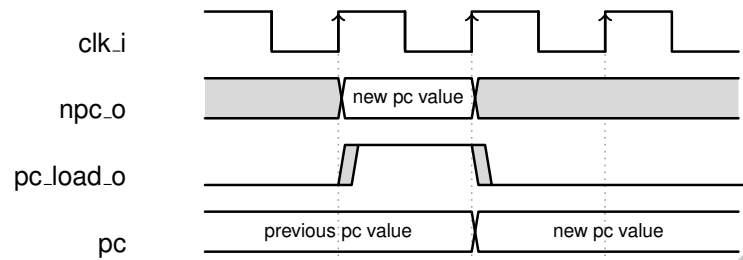 clk_i
npc_o new pc value
pc_load_o
pc previous pc value new pc value